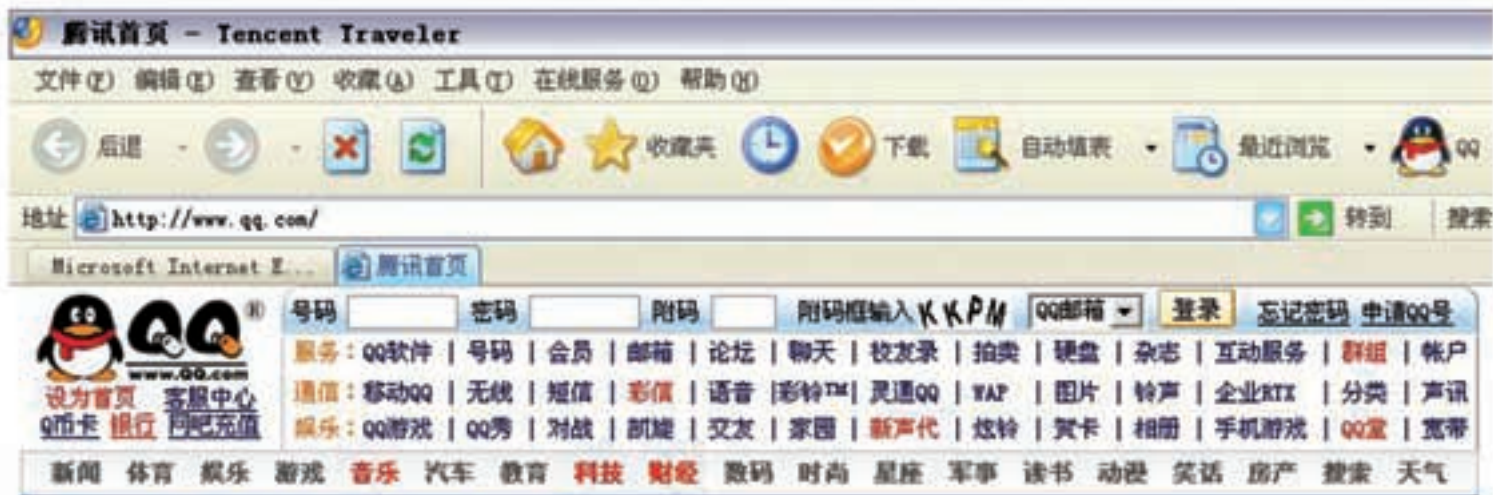 腾讯首页 - Tencent Traveler
文件(F) 编辑(E) 查看(V) 收藏(A) 工具(T) 在线服务(O) 帮助(H)
后退 收藏夹 下载 自动填表 最近浏览 QQ
地址 http://www.qq.com/ 转到 搜索
Microsoft Internet E... 腾讯首页
QQ® 号码 密码 附码 附码框输入 KKPM QQ邮箱 登录 忘记密码 申请QQ号
www.QQ.com
服务：QQ软件 | 号码 | 会员 | 邮箱 | 论坛 | 聊天 | 校友录 | 拍卖 | 硬盘 | 杂志 | 互动服务 | 群组 | 帐户
设为首页 客服中心
通信：移动QQ | 无线 | 短信 | 彩信 | 语音 |彩铃™| 灵通QQ | WAP | 图片 | 铃声 | 企业RTX | 分类 | 声讯
Q币卡 银行 网吧充值
娱乐：QQ游戏 | QQ秀 | 对战 | 凯旋 | 交友 | 家园 | 新声代 | 炫铃 | 贺卡 | 相册 | 手机游戏 | QQ堂 | 宽带
新闻 体育 娱乐 游戏 音乐 汽车 教育 科技 财经 数码 时尚 星座 军事 读书 动漫 笑话 房产 搜索 天气